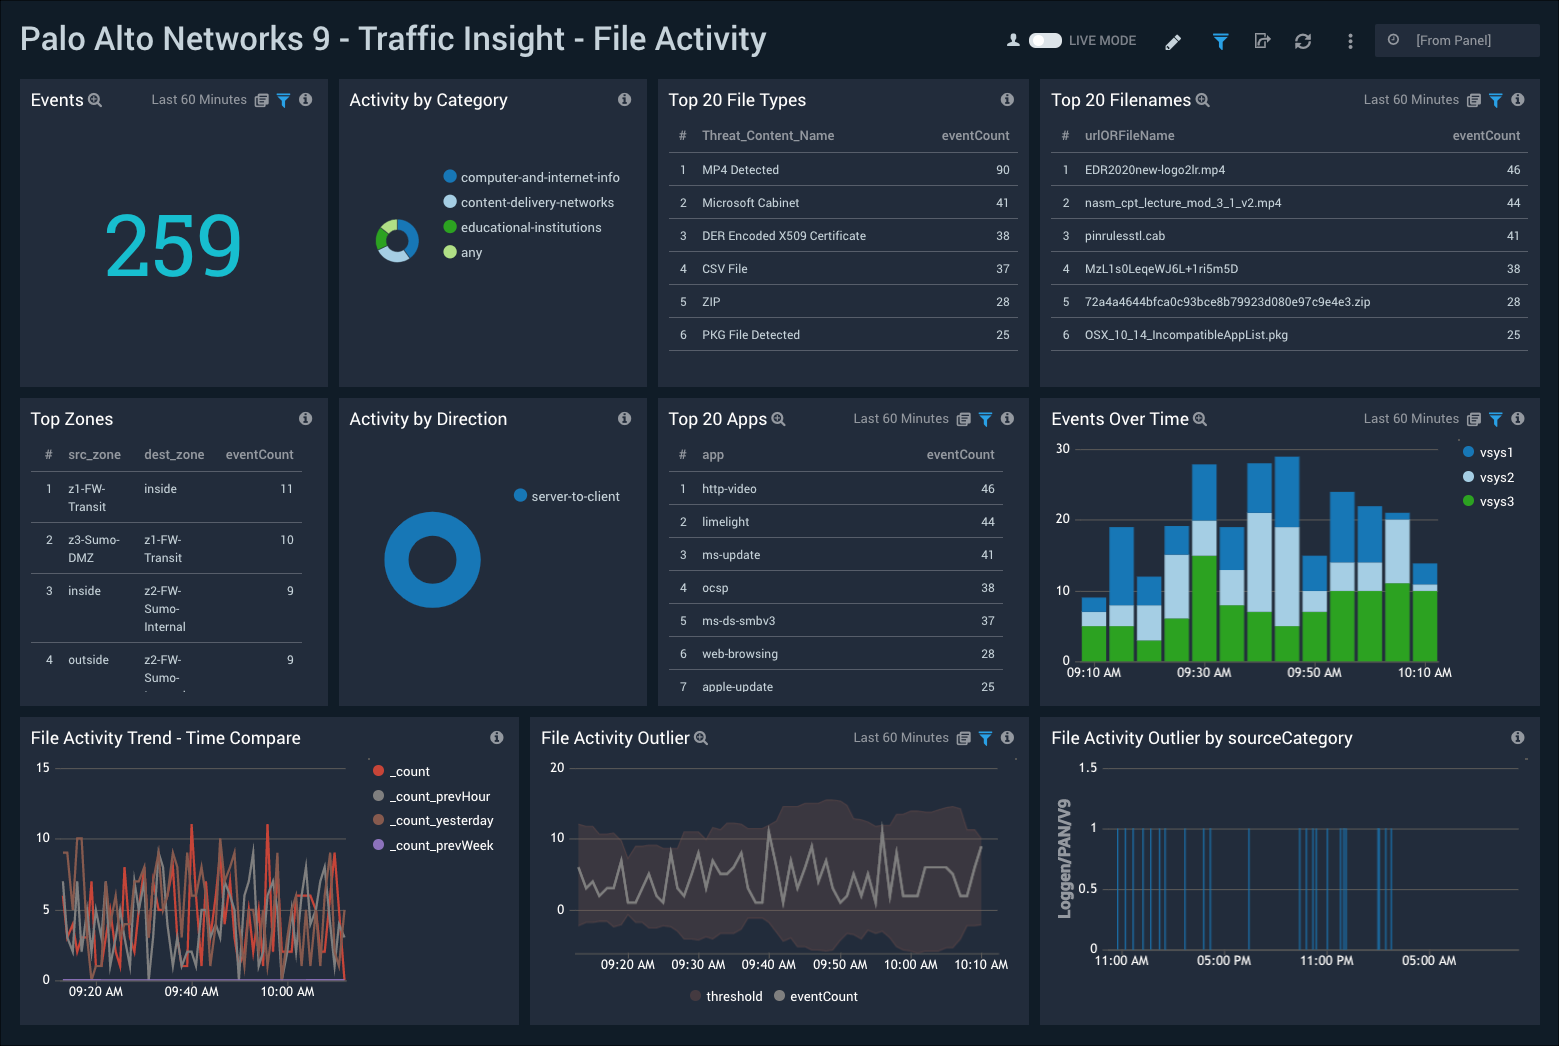 Palo Alto Networks 9 - Traffic Insight - File Activity
LIVE MODE
[From Panel]
Events
Last 60 Minutes
259
Activity by Category
computer-and-internet-info
content-delivery-networks
educational-institutions
any
Top 20 File Types
# Threat_Content_Name eventCount
1 MP4 Detected 90
2 Microsoft Cabinet 41
3 DER Encoded X509 Certificate 38
4 CSV File 37
5 ZIP 28
6 PKG File Detected 25
Top 20 Filenames
Last 60 Minutes
# urlORFileName eventCount
1 EDR2020new-logo2lr.mp4 46
2 nasm_cpt_lecture_mod_3_1_v2.mp4 44
3 pinrulesstl.cab 41
4 MzL1s0LeqeWJ6L+1ri5m5D 38
5 72a4a4644bfca0c93bce8b79923d080e97c9e4e3.zip 28
6 OSX_10_14_IncompatibleAppList.pkg 25
Top Zones
# src_zone dest_zone eventCount
1 z1-FW- inside 11
Transit
2 z3-Sumo- z1-FW- 10
DMZ Transit
3 inside z2-FW- 9
Sumo-
Internal
4 outside z2-FW- 9
Sumo-
Activity by Direction
server-to-client
Top 20 Apps
Last 60 Minutes
# app eventCount
1 http-video 46
2 limelight 44
3 ms-update 41
4 ocsp 38
5 ms-ds-smbv3 37
6 web-browsing 28
7 apple-update 25
Events Over Time
Last 60 Minutes
30
20
10
0
09:10 AM 09:30 AM 09:50 AM 10:10 AM
vsys1
vsys2
vsys3
File Activity Trend - Time Compare
15
10
5
0
09:20 AM 09:40 AM 10:00 AM
_count
_count_prevHour
_count_yesterday
_count_prevWeek
File Activity Outlier
Last 60 Minutes
20
10
0
09:20 AM 09:30 AM 09:40 AM 09:50 AM 10:00 AM 10:10 AM
threshold eventCount
File Activity Outlier by sourceCategory
Loggen/PAN/V9
1.5
1
0.5
0
11:00 AM 05:00 PM 11:00 PM 05:00 AM